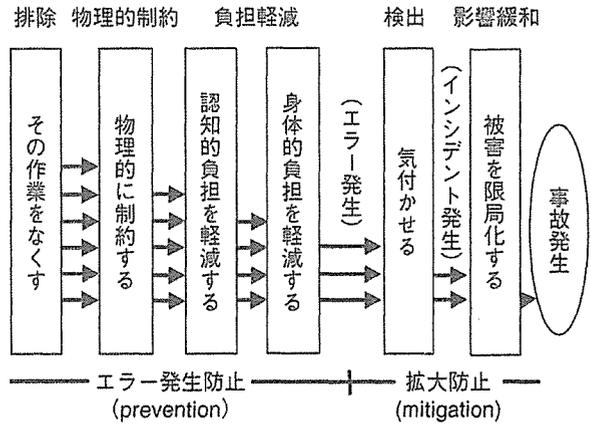 排除 物理的制約 負担軽減 検出 影響緩和
その作業をなくす
物理的に制約する
認知的負担を軽減する
身体的負担を軽減する
(エラー発生)
気付かせる
(インシデント発生)
被害を限局化する
事故発生
エラー発生防止
(prevention)
拡大防止
(mitigation)